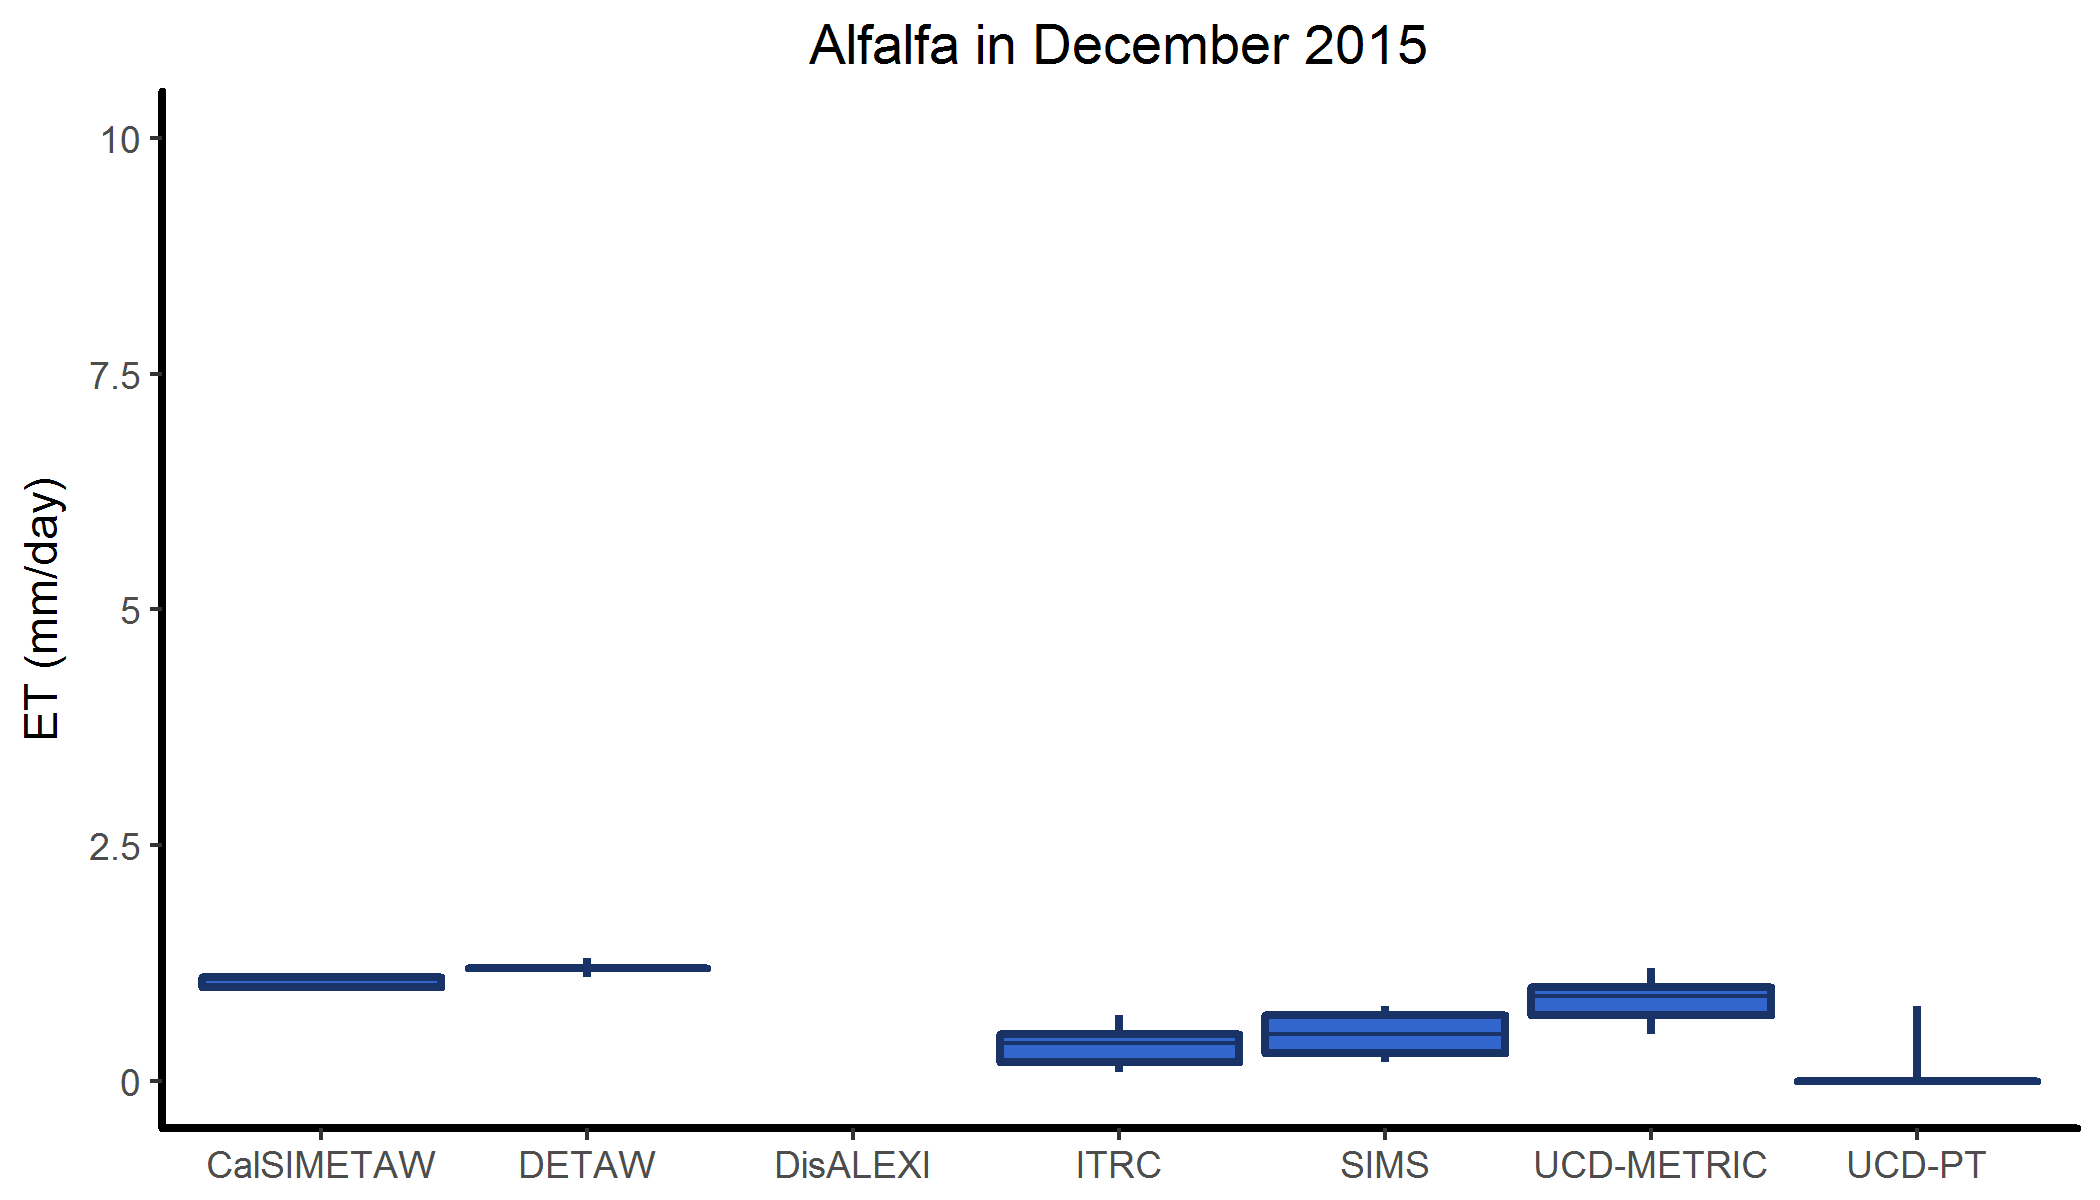 Alfalfa in December 2015
ET (mm/day)
10
7.5
5
2.5
0
CalSIMETAW DETAW DisALEXI ITRC SIMS UCD-METRIC UCD-PT